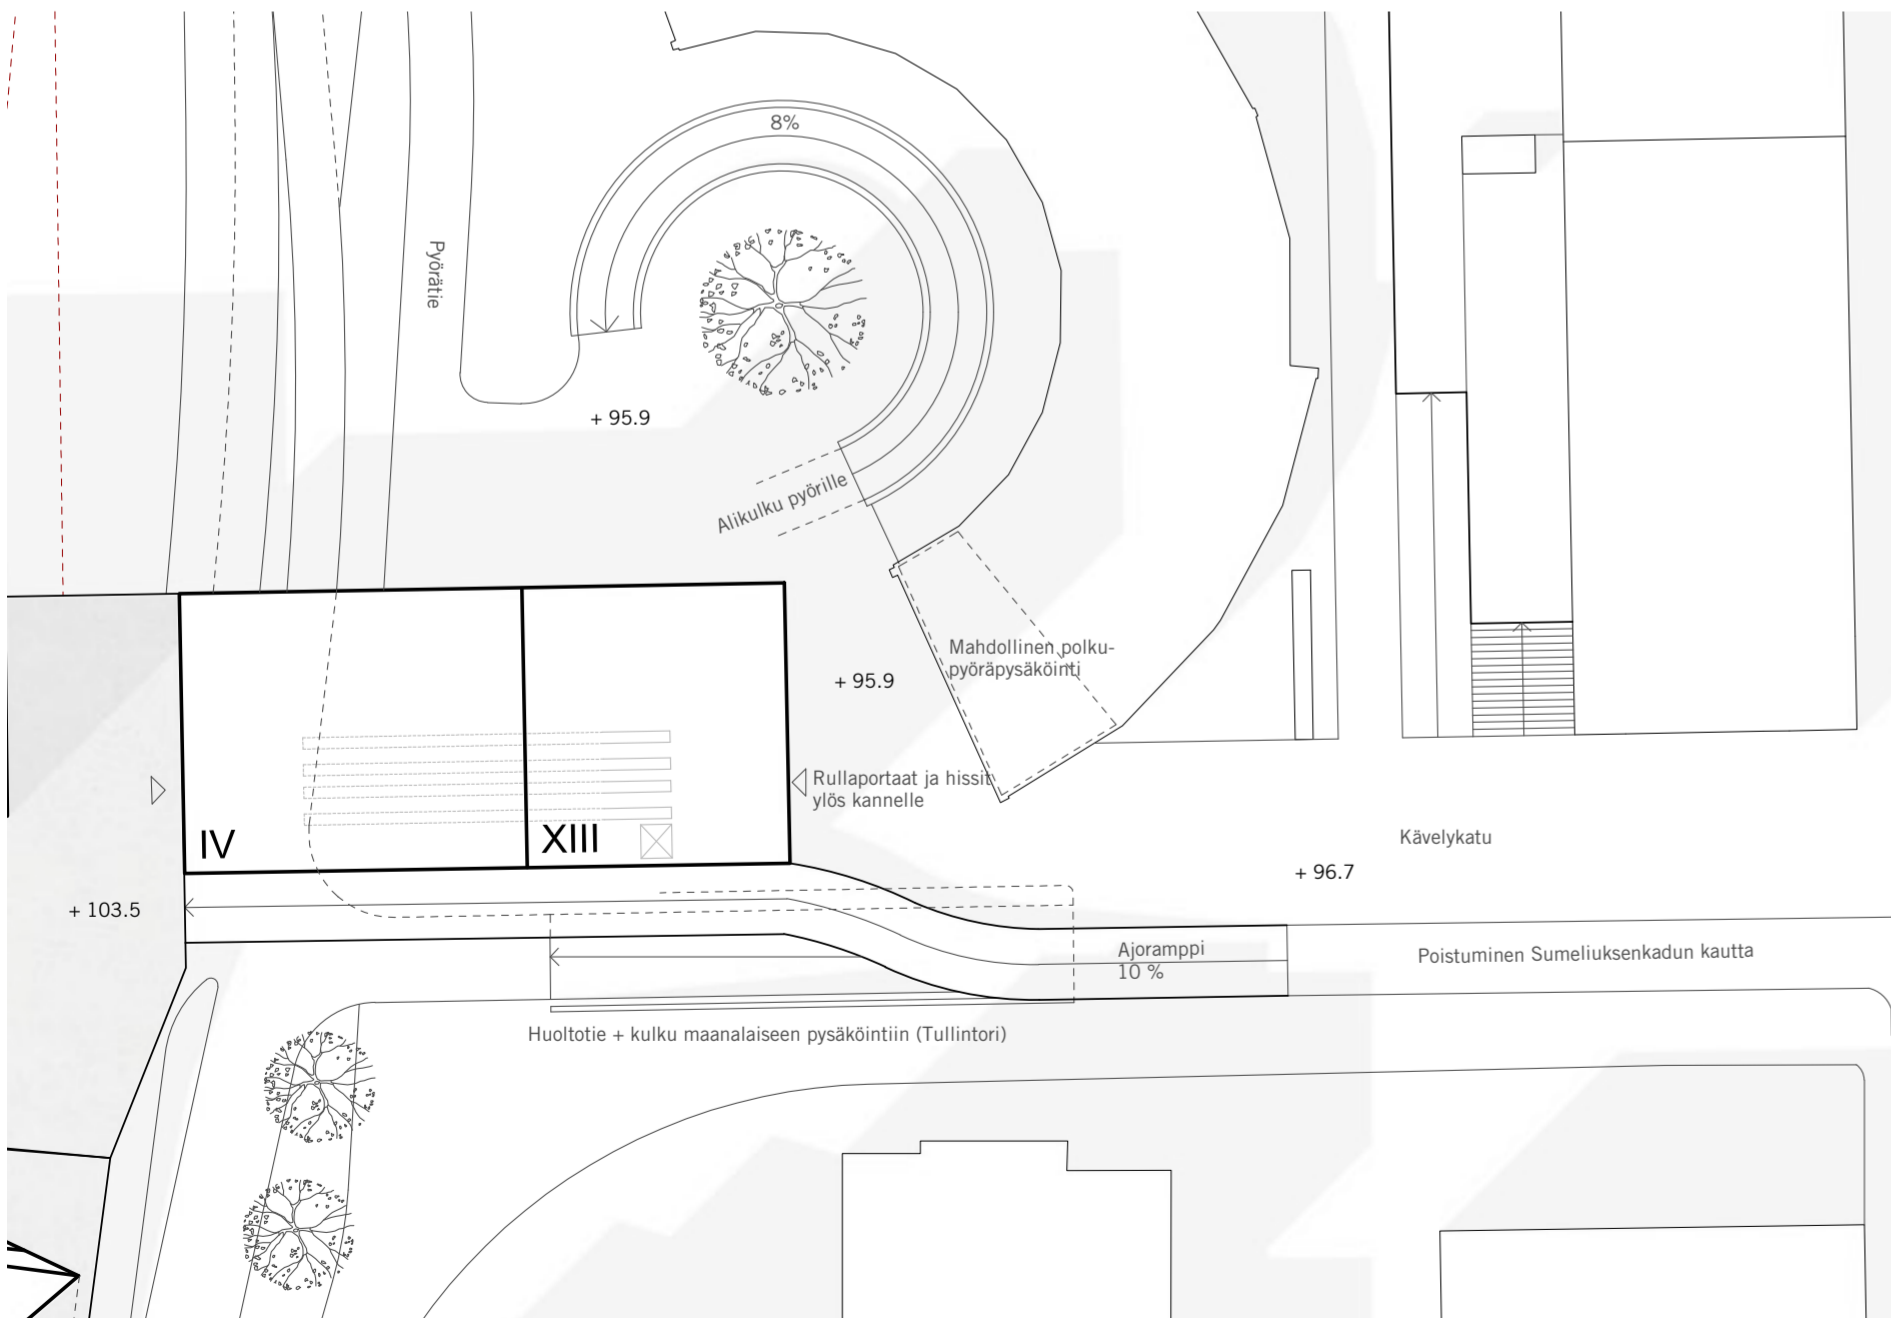 8%
Pyörätie
+ 95.9
Alikulku pyörille
Mahdollinen polku-
pyöräpysäköinti
+ 95.9
Rullaportaat ja hissit
ylös kannelle
IV
XIII
Kävelykatu
+ 96.7
+ 103.5
Ajoramppi
10 %
Poistuminen Sumeliuksenkadun kautta
Huoltotie + kulku maanalaiseen pysäköintiin (Tullintori)